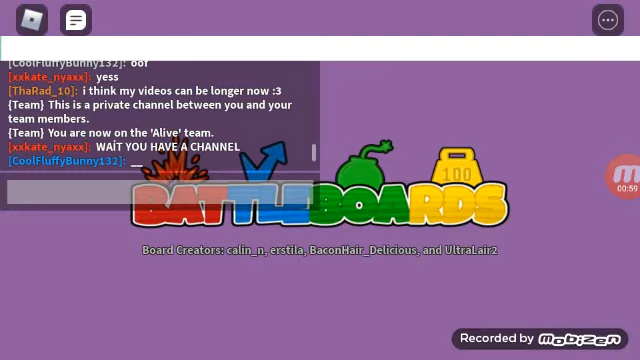 [CoolFluffyBunny132]: oof
[xxkate_nyaxx]: yess
[ThaRad_10]: i think my videos can be longer now :3
{Team} This is a private channel between you and your
team members.
{Team} You are now on the 'Alive' team.
[xxkate_nyaxx]: WAİT YOU HAVE A CHANNEL
[CoolFluffyBunny132]: __
100
BATTLEBOARDS
Board Creators: calin_n, erstila, BaconHair_Delicious, and UltraLair2
00:59
Recorded by Mobizen